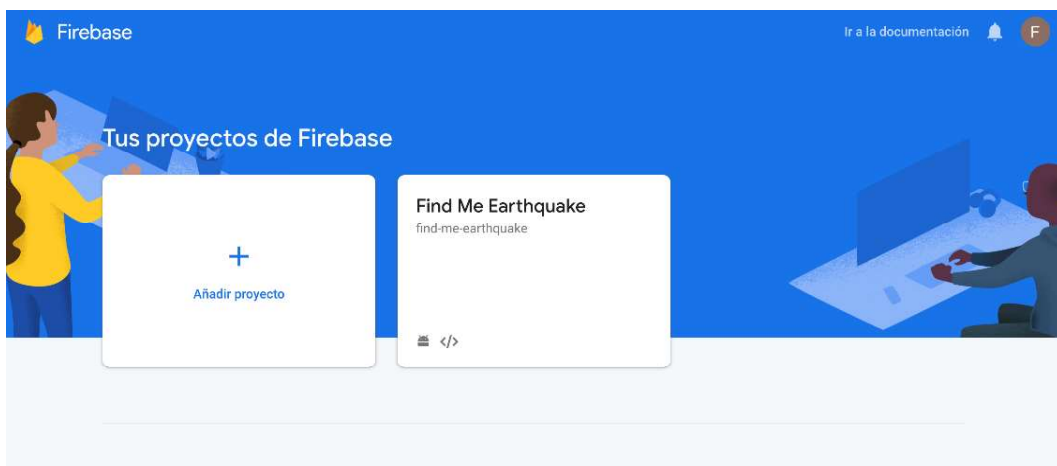 Firebase
Ir a la documentación
F
Tus proyectos de Firebase
Find Me Earthquake
find-me-earthquake
+
Añadir proyecto
</>